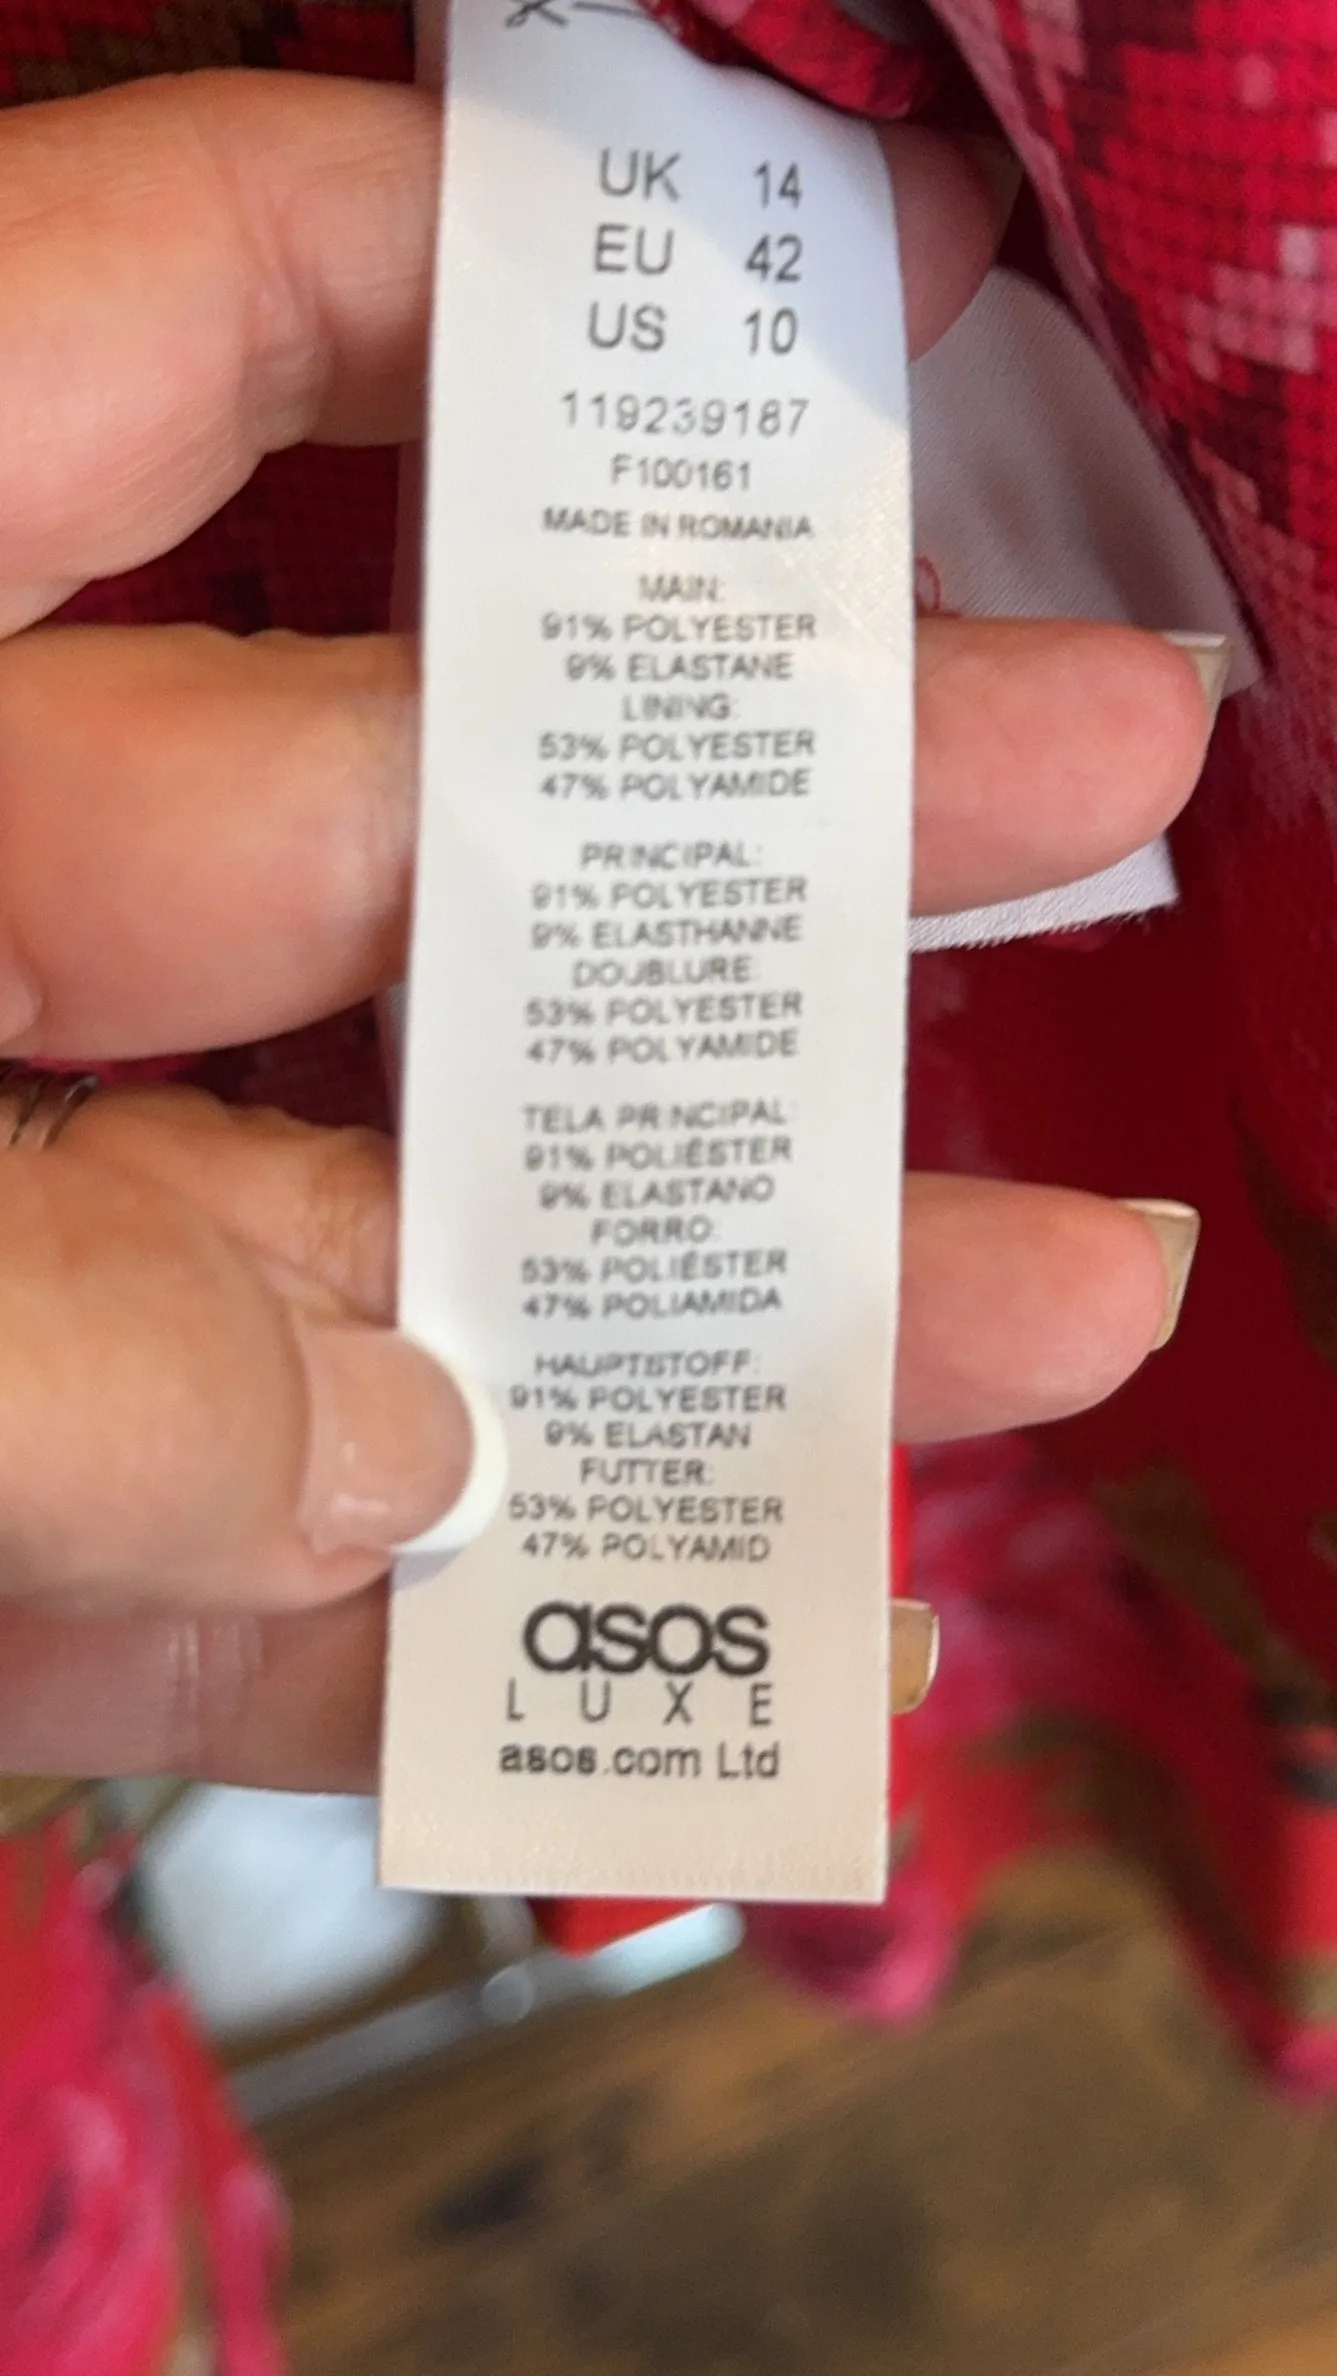 UK 14
EU 42
US 10
119239187
F100161
MADE IN ROMANIA
MAIN:
91% POLYESTER
9% ELASTANE
LINING:
53% POLYESTER
47% POLYAMIDE
PRINCIPAL:
91% POLYESTER
9% ELASTHANNE
DOUBLURE:
53% POLYESTER
47% POLYAMIDE
TELA PRINCIPAL:
91% POLIÉSTER
9% ELASTANO
FORRO:
53% POLIÉSTER
47% POLIAMIDA
HAUPTSTOFF:
91% POLYESTER
9% ELASTAN
FUTTER:
53% POLYESTER
47% POLYAMID
asos
LUXE
asos.com Ltd